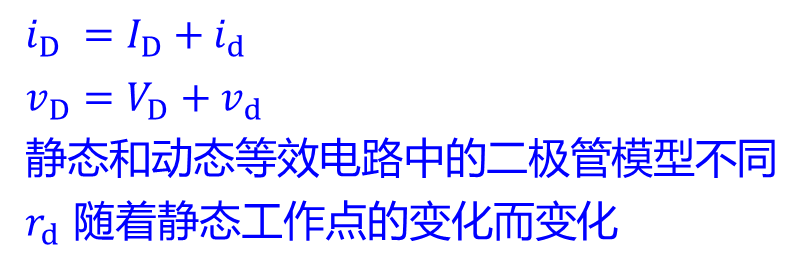 i_D = I_D + i_d
v_D = V_D + v_d
静态和动态等效电路中的二极管模型不同
r_d 随着静态工作点的变化而变化